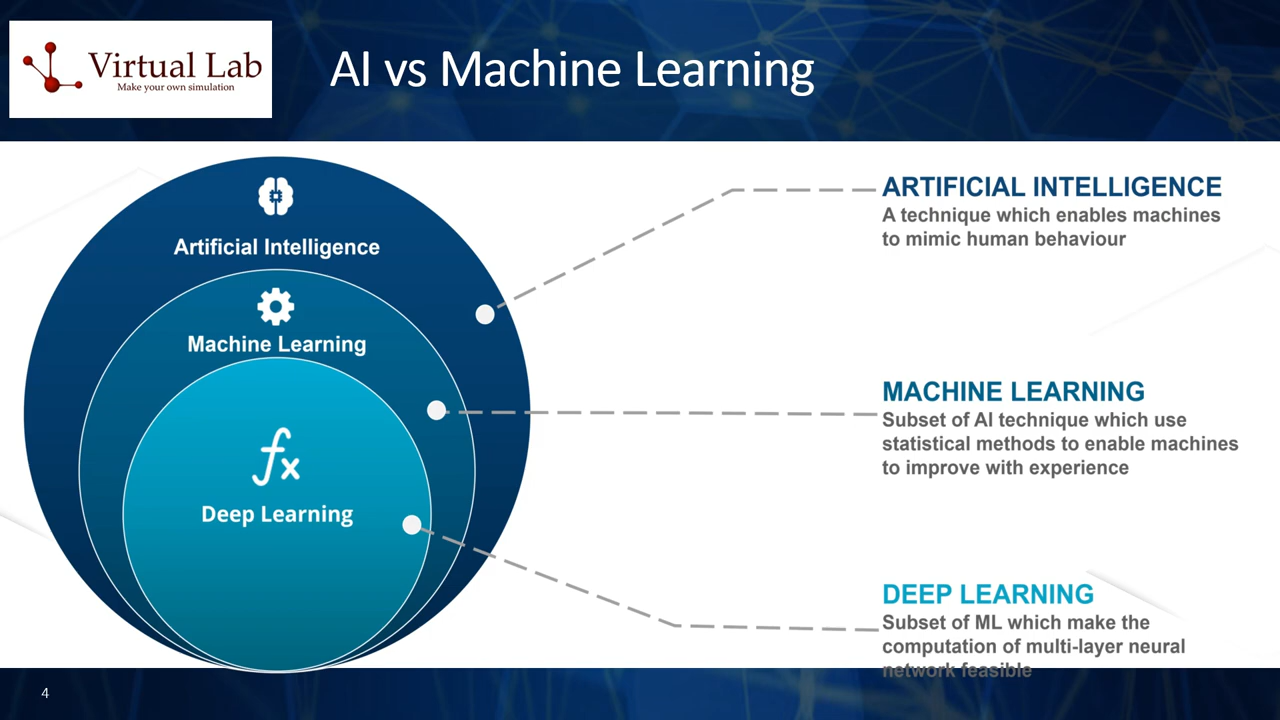 Virtual Lab
Make your own simulation
AI vs Machine Learning
Artificial Intelligence
Machine Learning
fx
Deep Learning
ARTIFICIAL INTELLIGENCE
A technique which enables machines
to mimic human behaviour
MACHINE LEARNING
Subset of AI technique which use
statistical methods to enable machines
to improve with experience
DEEP LEARNING
Subset of ML which make the
computation of multi-layer neural
network feasible
4